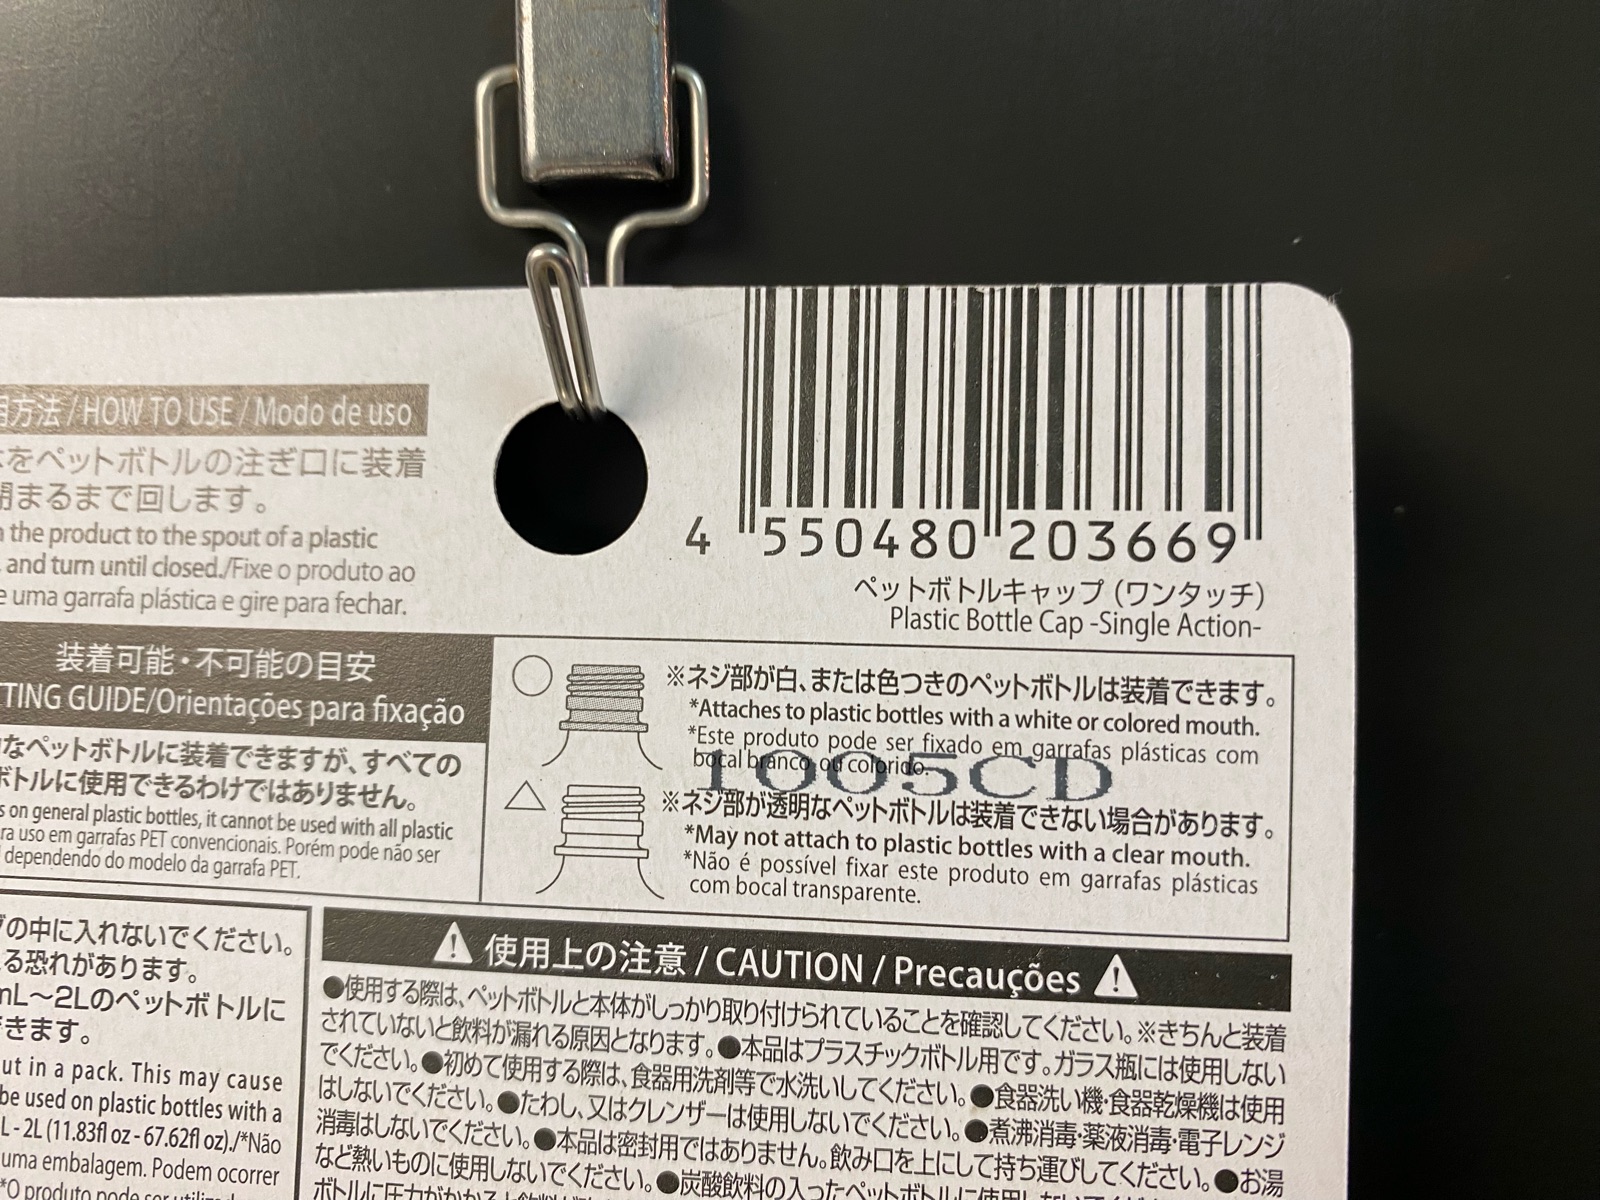 方法 / HOW TO USE / Modo de uso
をペットボトルの注ぎ口に装着
閉まるまで回します。
the product to the spout of a plastic
, and turn until closed./Fixe o produto ao
uma garrafa plástica e gire para fechar.
4 550480 203669
ペットボトルキャップ（ワンタッチ）
Plastic Bottle Cap -Single Action-
装着可能・不可能の目安
TING GUIDE/Orientações para fixação
なペットボトルに装着できますが、すべての
ボトルに使用できるわけではありません。
s on general plastic bottles, it cannot be used with all plastic
ra uso em garrafas PET convencionais. Porém pode não ser
dependendo do modelo da garrafa PET.
※ネジ部が白、または色つきのペットボトルは装着できます。
*Attaches to plastic bottles with a white or colored mouth.
*Este produto pode ser fixado em garrafas plásticas com
bocal branco ou colorido.
1005CD
※ネジ部が透明なペットボトルは装着できない場合があります。
*May not attach to plastic bottles with a clear mouth.
*Não é possível fixar este produto em garrafas plásticas
com bocal transparente.
の中に入れないでください。
る恐れがあります。
mL～2Lのペットボトルに
きます。
ut in a pack. This may cause
be used on plastic bottles with a
L - 2L (11.83fl oz - 67.62fl oz)./*Não
uma embalagem. Podem ocorrer
*O produto pode ser
使用上の注意 / CAUTION / Precauções
●使用する際は、ペットボトルと本体がしっかり取り付けられていることを確認してください。※きちんと装着
されていないと飲料が漏れる原因となります。●本品はプラスチックボトル用です。ガラス瓶には使用しない
でください。●初めて使用する際は、食器用洗剤等で水洗いしてください。●食器洗い機・食器乾燥機は使用
はしないでください。●たわし、又はクレンザーは使用しないでください。●煮沸消毒・薬液消毒・電子レンジ
消毒はしないでください。●本品は密封用ではありません。飲み口を上にして持ち運びしてください。●お湯
など熱いものに使用しないでください。●炭酸飲料の入ったペットボトルに使用しないでくだ
ボトルに圧力がかかると飲料が